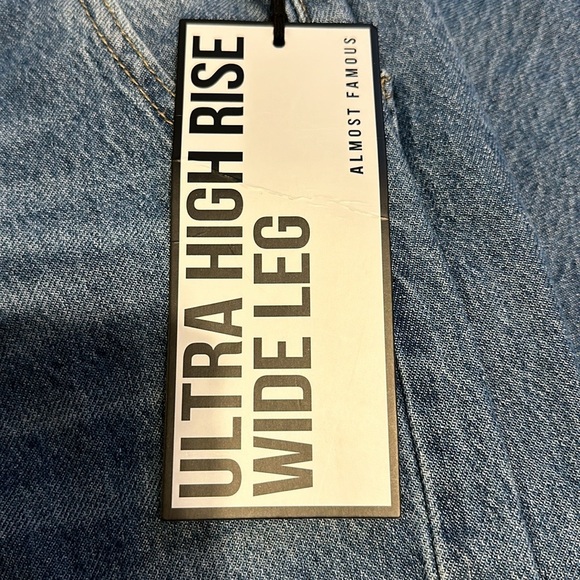 ULTRA HIGH RISE
WIDE LEG
ALMOST FAMOUS